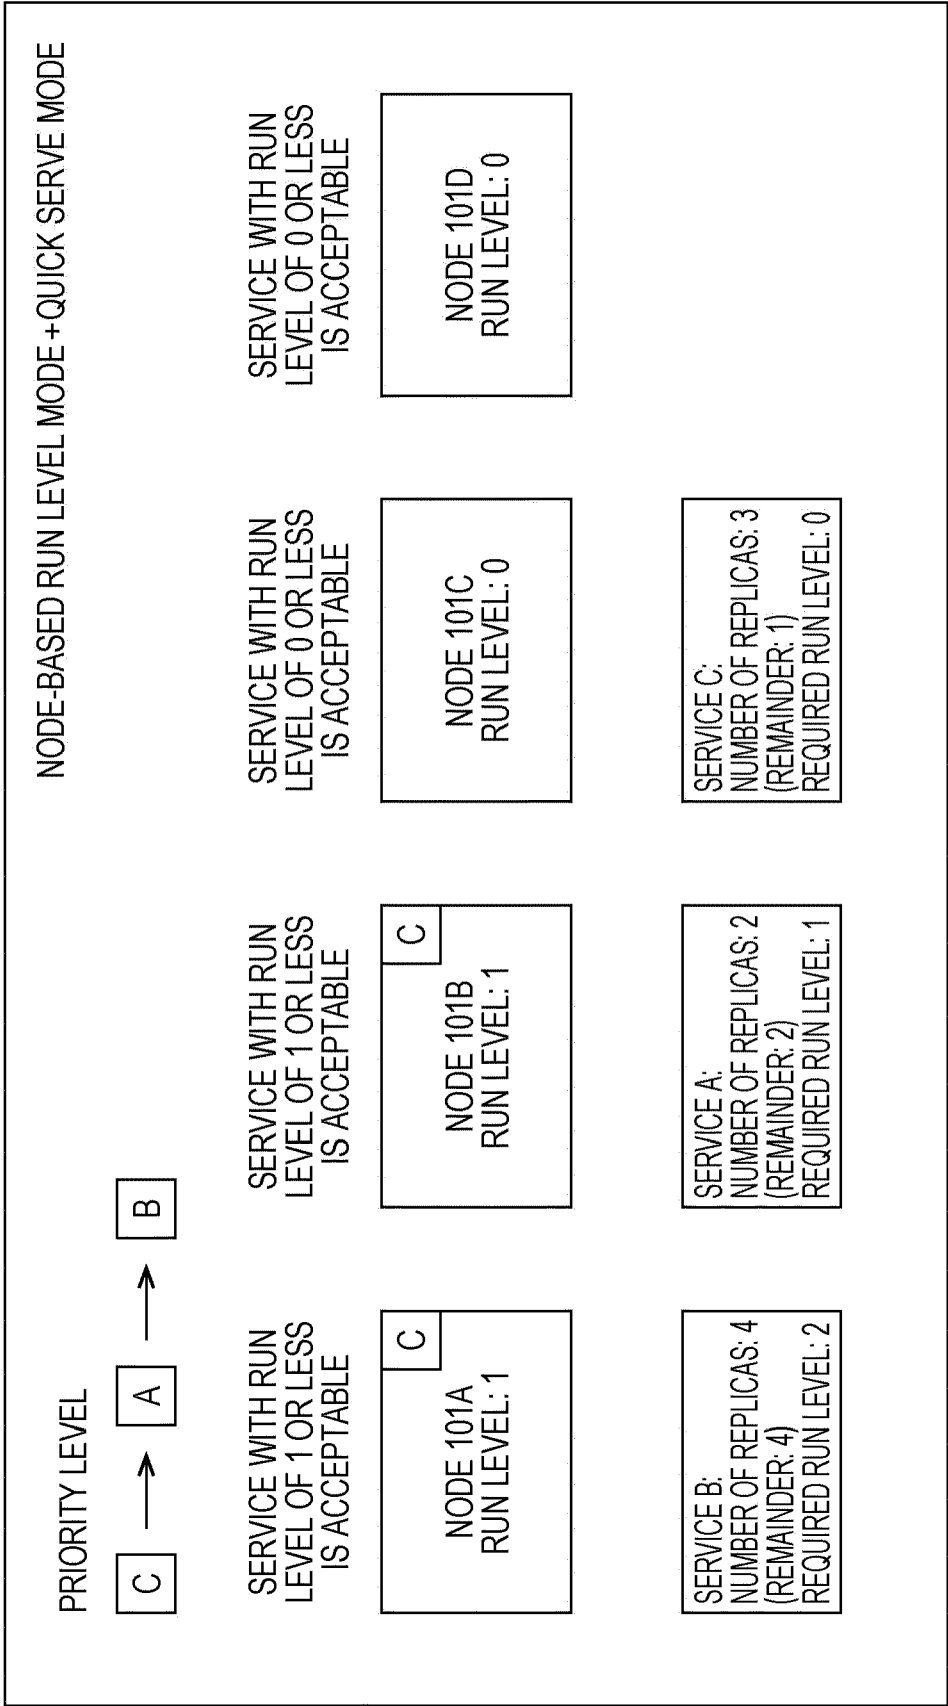 NODE-BASED RUN LEVEL MODE+QUICK SERVE MODE
PRIORITY LEVEL
C → A → B
SERVICE WITH RUN
LEVEL OF 1 OR LESS
IS ACCEPTABLE
C
NODE 101A
RUN LEVEL: 1
SERVICE WITH RUN
LEVEL OF 1 OR LESS
IS ACCEPTABLE
C
NODE 101B
RUN LEVEL: 1
SERVICE WITH RUN
LEVEL OF 0 OR LESS
IS ACCEPTABLE
NODE 101C
RUN LEVEL: 0
SERVICE WITH RUN
LEVEL OF 0 OR LESS
IS ACCEPTABLE
NODE 101D
RUN LEVEL: 0
SERVICE B:
NUMBER OF REPLICAS: 4
(REMAINDER: 4)
REQUIRED RUN LEVEL: 2
SERVICE A:
NUMBER OF REPLICAS: 2
(REMAINDER: 2)
REQUIRED RUN LEVEL: 1
SERVICE C:
NUMBER OF REPLICAS: 3
(REMAINDER: 1)
REQUIRED RUN LEVEL: 0